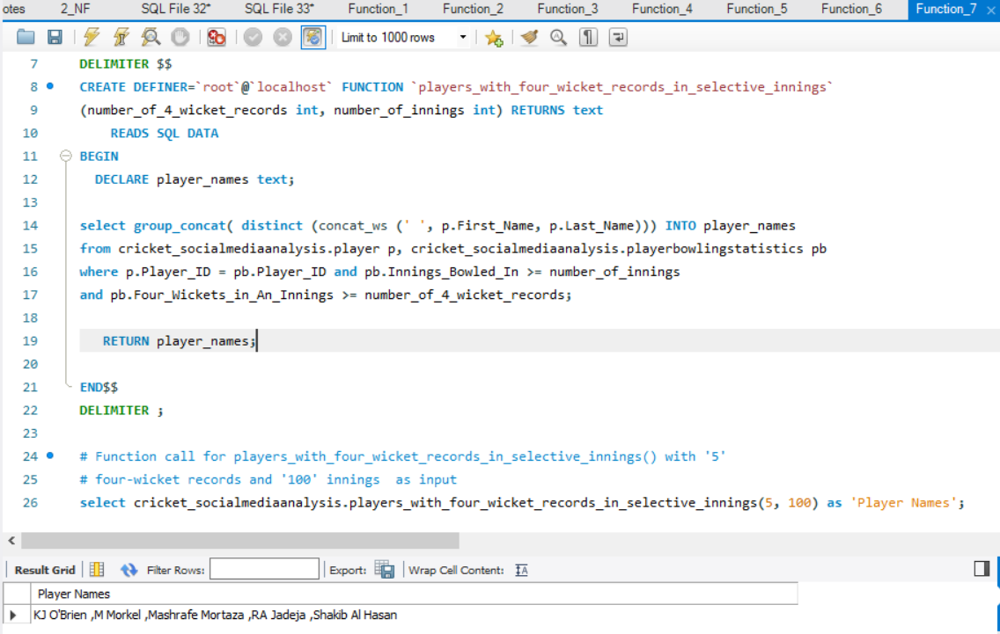 otes 2_NF SQL File 32* SQL File 33* Function_1 Function_2 Function_3 Function_4 Function_5 Function_6 Function_7 ×
Limit to 1000 rows
7 DELIMITER $$
8 CREATE DEFINER=`root`@`localhost` FUNCTION `players_with_four_wicket_records_in_selective_innings`
9 (number_of_4_wicket_records int, number_of_innings int) RETURNS text
10 READS SQL DATA
11 BEGIN
12 DECLARE player_names text;
13
14 select group_concat( distinct (concat_ws (' ', p.First_Name, p.Last_Name))) INTO player_names
15 from cricket_socialmediaanalysis.player p, cricket_socialmediaanalysis.playerbowlingstatistics pb
16 where p.Player_ID = pb.Player_ID and pb.Innings_Bowled_In >= number_of_innings
17 and pb.Four_Wickets_in_An_Innings >= number_of_4_wicket_records;
18
19 RETURN player_names;
20
21 END$$
22 DELIMITER ;
23
24 # Function call for players_with_four_wicket_records_in_selective_innings() with '5'
25 # four-wicket records and '100' innings  as input
26 select cricket_socialmediaanalysis.players_with_four_wicket_records_in_selective_innings(5, 100) as 'Player Names';
Result Grid Filter Rows: Export: Wrap Cell Content:
Player Names
KJ O'Brien ,M Morkel ,Mashrafe Mortaza ,RA Jadeja ,Shakib Al Hasan